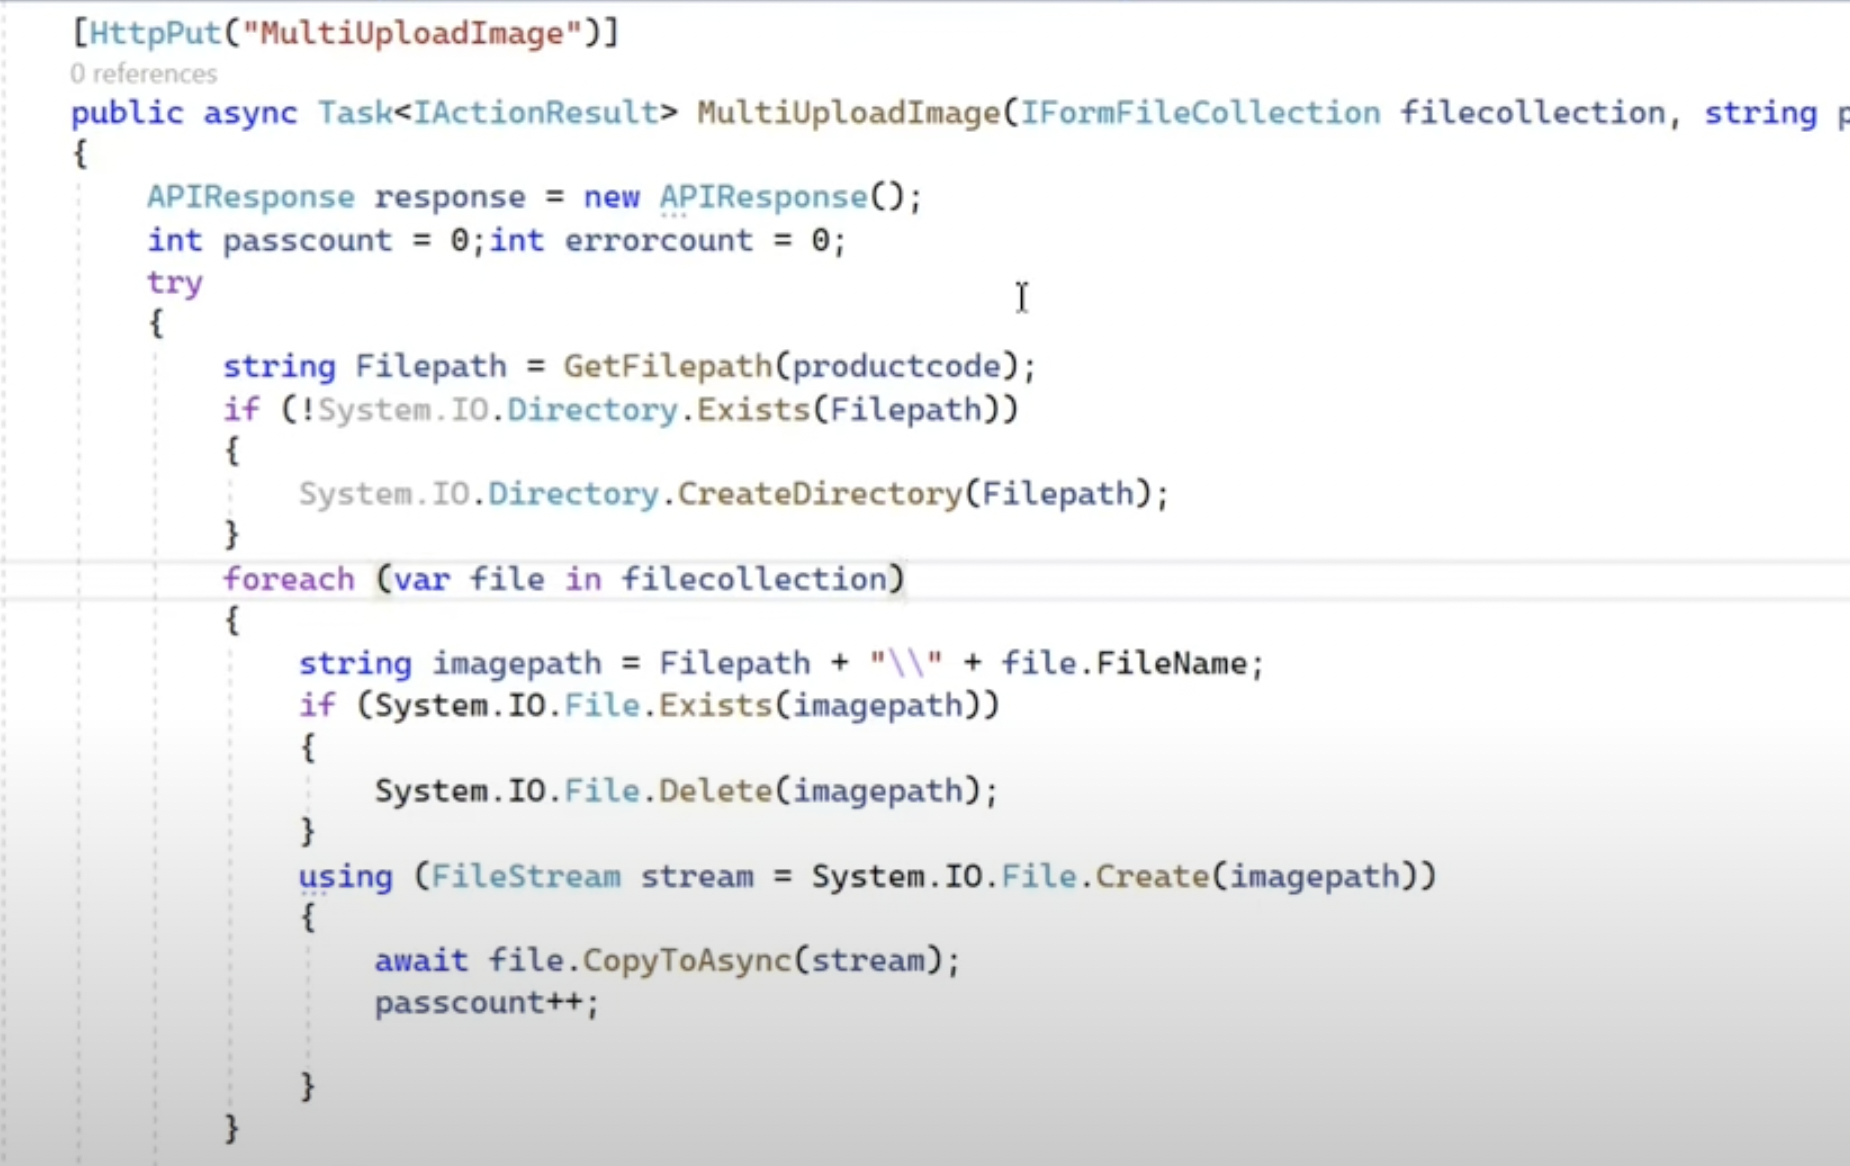 [HttpPut("MultiUploadImage")]
0 references
public async Task<IActionResult> MultiUploadImage(IFormFileCollection filecollection, string p
{
APIResponse response = new APIResponse();
int passcount = 0;int errorcount = 0;
try
{
string Filepath = GetFilepath(productcode);
if (!System.IO.Directory.Exists(Filepath))
{
System.IO.Directory.CreateDirectory(Filepath);
}
foreach (var file in filecollection)
{
string imagepath = Filepath + "\\" + file.FileName;
if (System.IO.File.Exists(imagepath))
{
System.IO.File.Delete(imagepath);
}
using (FileStream stream = System.IO.File.Create(imagepath))
{
await file.CopyToAsync(stream);
passcount++;
}
}